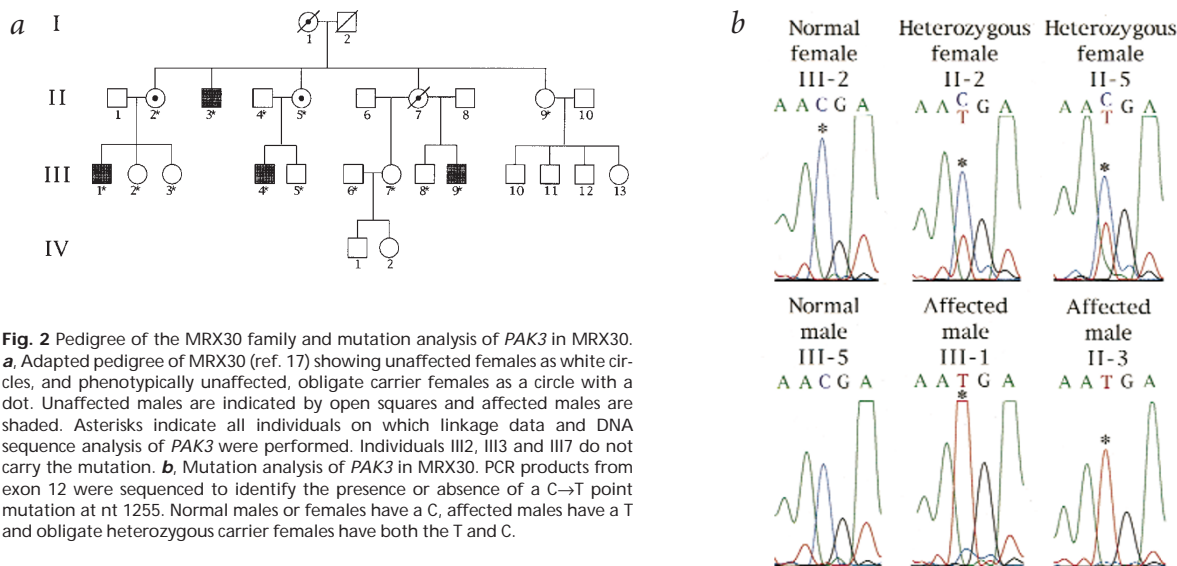 a
I
1 2
II
1 2* 3* 4* 5* 6 7 8 9* 10
III
1* 2* 3* 4* 5* 6* 7* 8* 9* 10 11 12 13
IV
1 2
Fig. 2 Pedigree of the MRX30 family and mutation analysis of PAK3 in MRX30.
a, Adapted pedigree of MRX30 (ref. 17) showing unaffected females as white cir-
cles, and phenotypically unaffected, obligate carrier females as a circle with a
dot. Unaffected males are indicated by open squares and affected males are
shaded. Asterisks indicate all individuals on which linkage data and DNA
sequence analysis of PAK3 were performed. Individuals III2, III3 and III7 do not
carry the mutation. b, Mutation analysis of PAK3 in MRX30. PCR products from
exon 12 were sequenced to identify the presence or absence of a C→T point
mutation at nt 1255. Normal males or females have a C, affected males have a T
and obligate heterozygous carrier females have both the T and C.
b
Normal
female
III-2
A A C G A
*
Heterozygous
female
II-2
A A C G A
T
*
Heterozygous
female
II-5
A A C G A
T
*
Normal
male
III-5
A A C G A
Affected
male
III-1
A A T G A
*
Affected
male
II-3
A A T G A
*